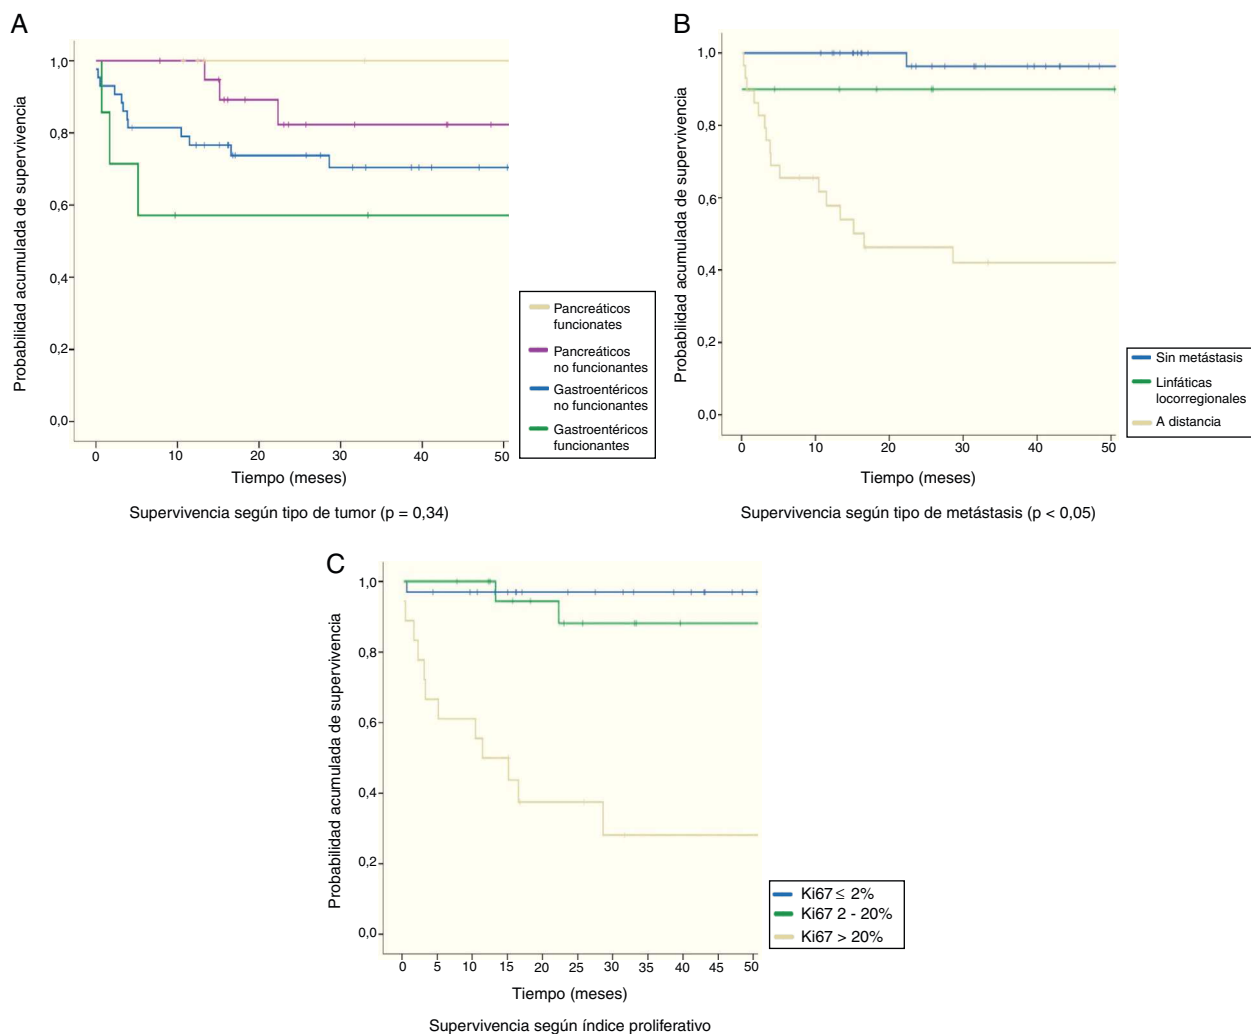 A
Probabilidad acumulada de supervivencia
1,0
0,8
0,6
0,4
0,2
0,0
0 10 20 30 40 50
Tiempo (meses)
Pancreáticos
funcionates
Pancreáticos
no funcionantes
Gastroentéricos
no funcionantes
Gastroentéricos
funcionantes
Supervivencia según tipo de tumor (p = 0,34)
B
Probabilidad acumulada de supervivencia
1,0
0,8
0,6
0,4
0,2
0,0
0 10 20 30 40 50
Tiempo (meses)
Sin metástasis
Linfáticas
locorregionales
A distancia
Supervivencia según tipo de metástasis (p < 0,05)
C
Probabilidad acumulada de supervivencia
1,0
0,8
0,6
0,4
0,2
0,0
0 5 10 15 20 25 30 35 40 45 50
Tiempo (meses)
Ki67 ≤ 2%
Ki67 2 - 20%
Ki67 > 20%
Supervivencia según índice proliferativo